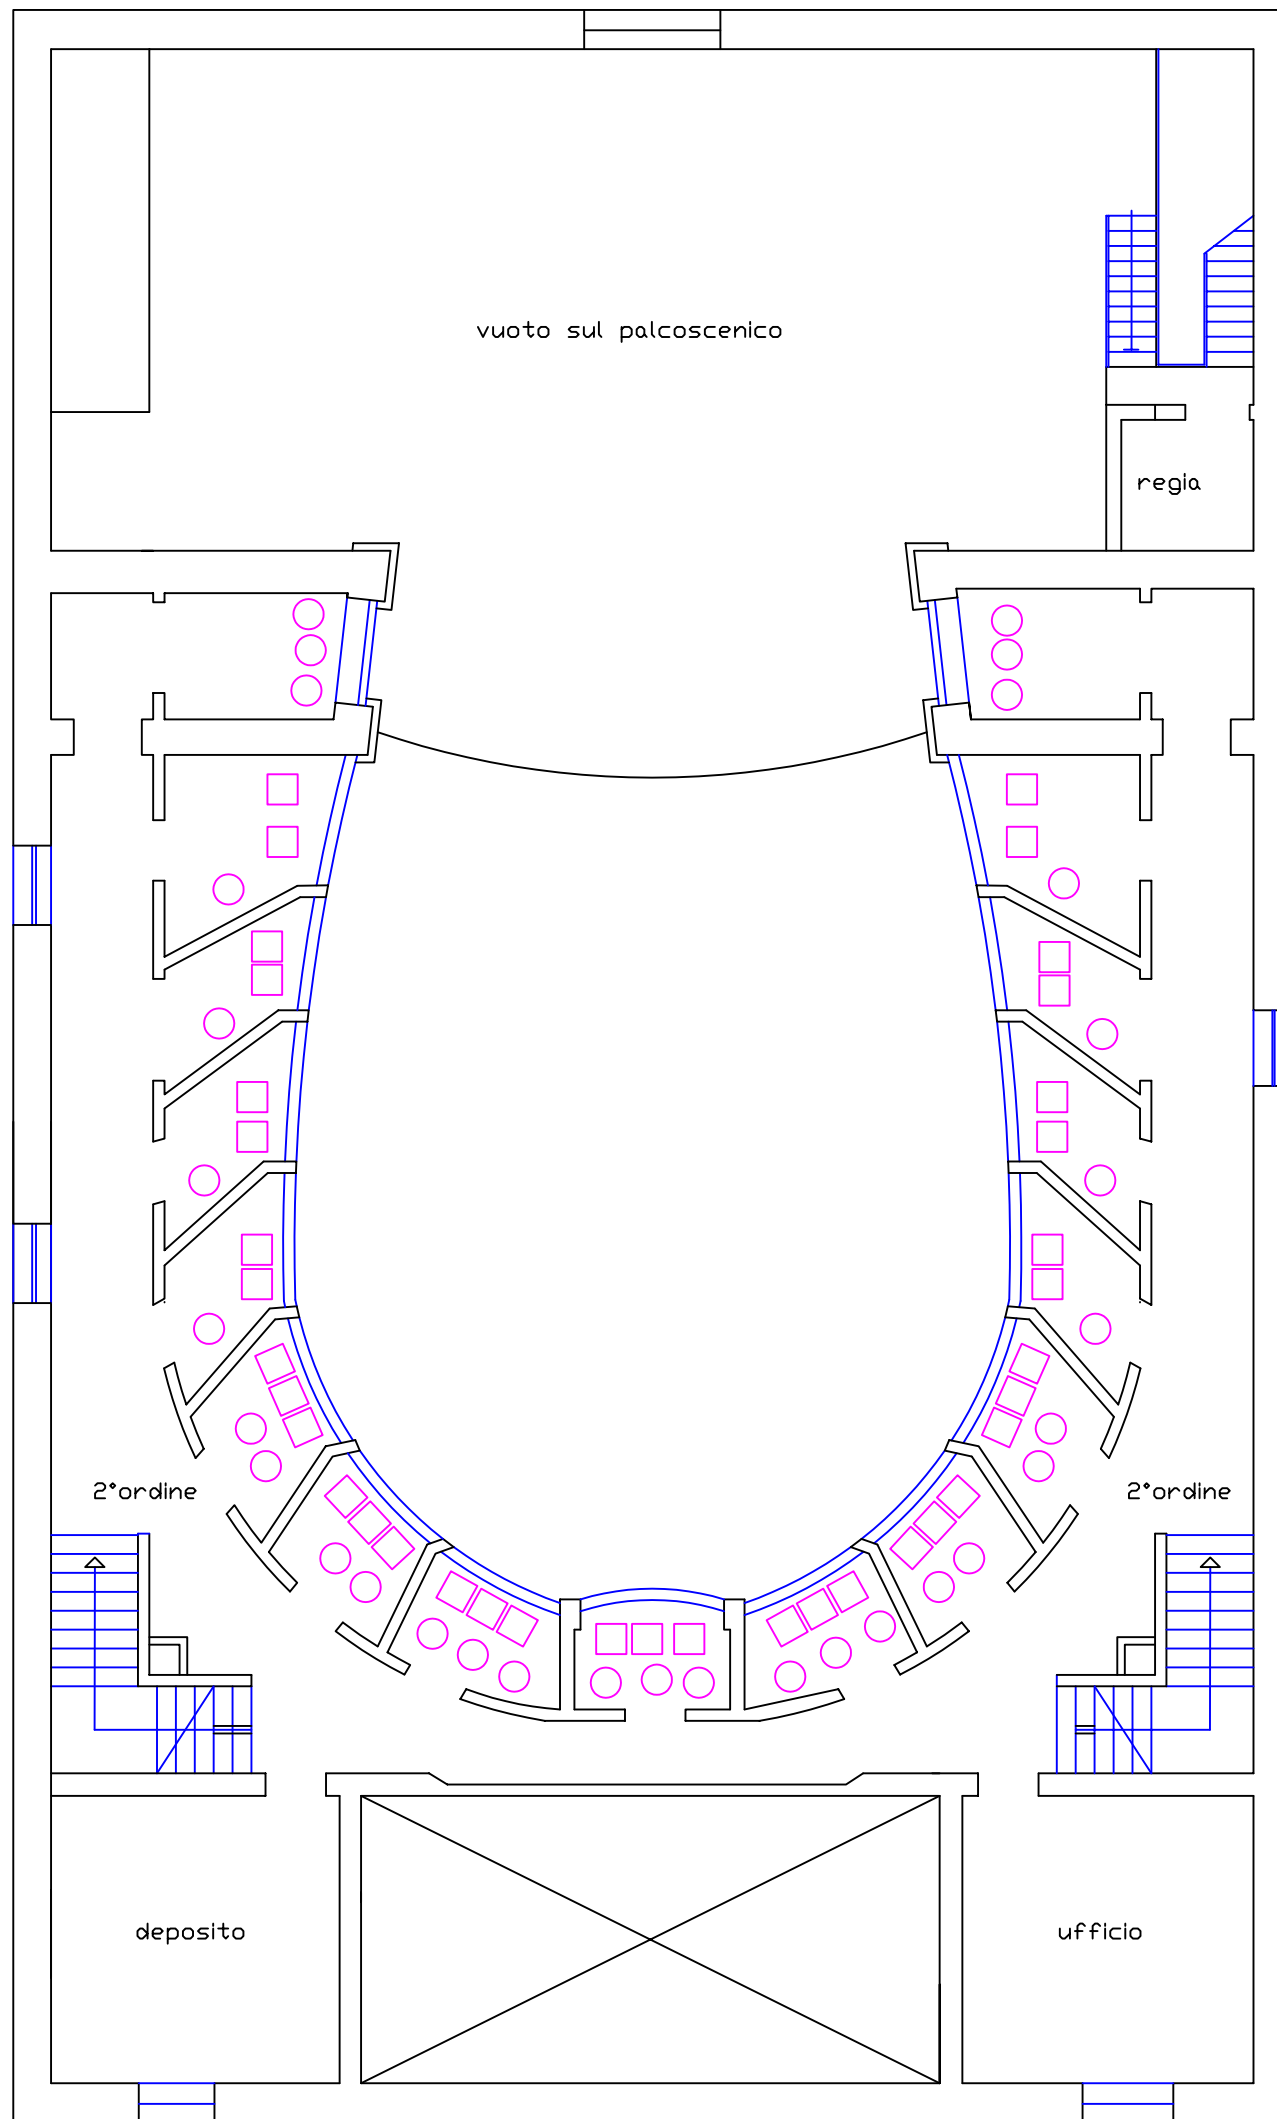 vuoto sul palcoscenico
regia
2°ordine
2°ordine
deposito
ufficio